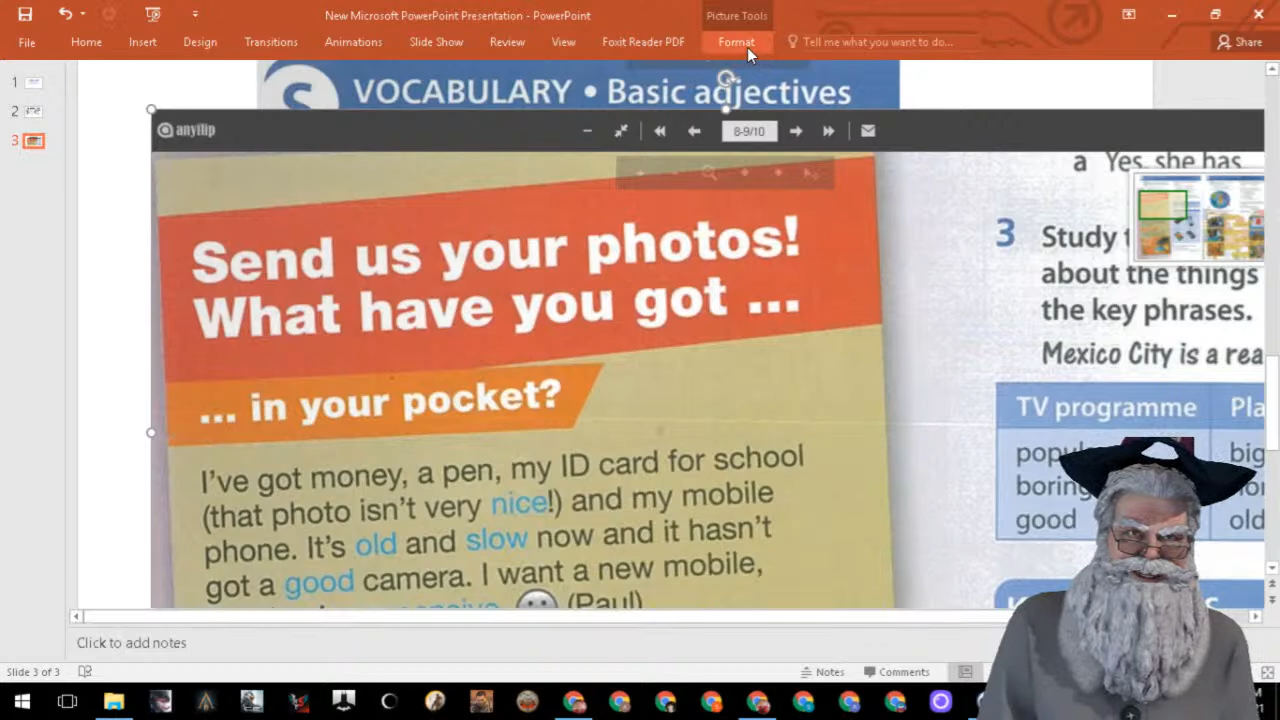 New Microsoft PowerPoint Presentation - PowerPoint
Picture Tools
File Home Insert Design Transitions Animations Slide Show Review View Foxit Reader PDF Format Tell me what you want to do... Share
1
2
3
S VOCABULARY • Basic adjectives
anyflip
8-9/10
a Yes, she has
Send us your photos!
What have you got ...
... in your pocket?
I've got money, a pen, my ID card for school
(that photo isn't very nice!) and my mobile
phone. It's old and slow now and it hasn't
got a good camera. I want a new mobile,
(Paul)
3 Study
about the things
the key phrases.
Mexico City is a rea
TV programme Pla
popu big
boring
good old
Click to add notes
Slide 3 of 3
Notes Comments